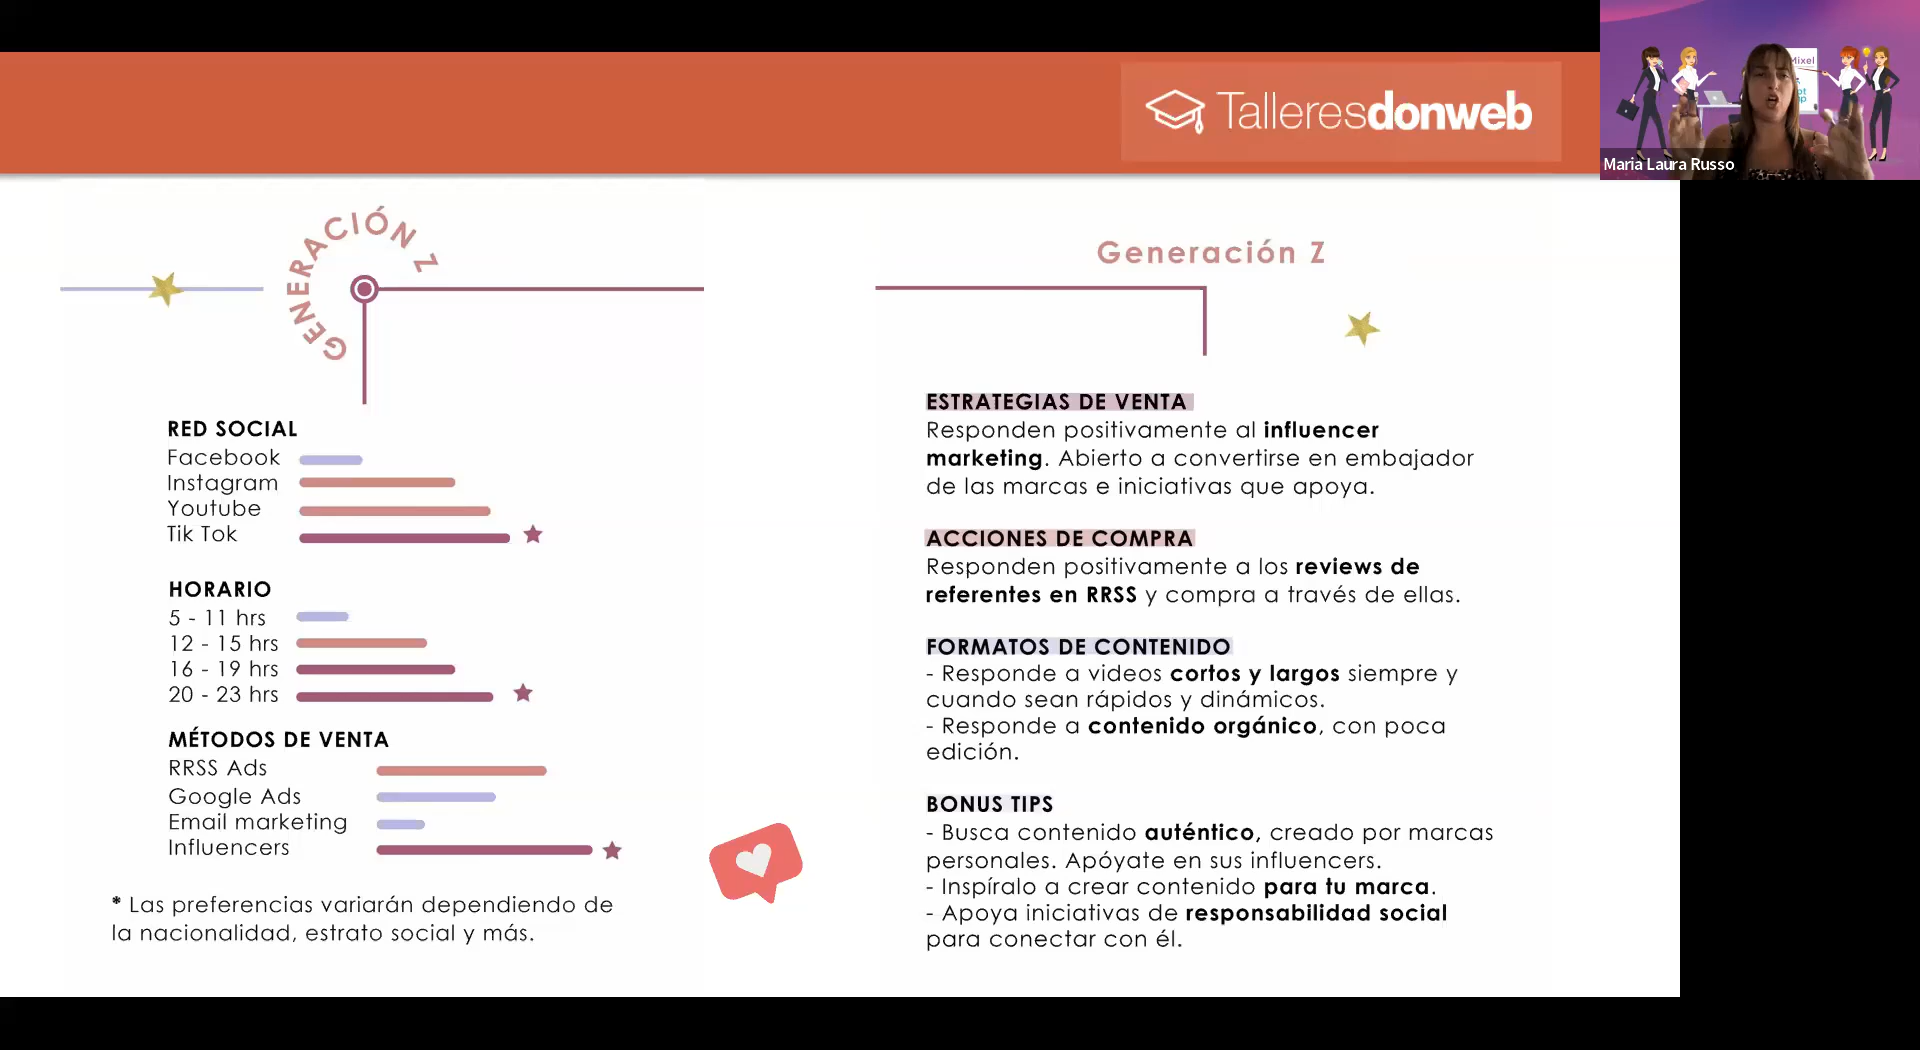 Talleresdonweb
Mixel
Maria Laura Russo
GENERACIÓN Z
RED SOCIAL
Facebook
Instagram
Youtube
Tik Tok
HORARIO
5 - 11 hrs
12 - 15 hrs
16 - 19 hrs
20 - 23 hrs
MÉTODOS DE VENTA
RRSS Ads
Google Ads
Email marketing
Influencers
* Las preferencias variarán dependiendo de
la nacionalidad, estrato social y más.
Generación Z
ESTRATEGIAS DE VENTA
Responden positivamente al influencer
marketing. Abierto a convertirse en embajador
de las marcas e iniciativas que apoya.
ACCIONES DE COMPRA
Responden positivamente a los reviews de
referentes en RRSS y compra a través de ellas.
FORMATOS DE CONTENIDO
- Responde a videos cortos y largos siempre y
cuando sean rápidos y dinámicos.
- Responde a contenido orgánico, con poca
edición.
BONUS TIPS
- Busca contenido auténtico, creado por marcas
personales. Apóyate en sus influencers.
- Inspíralo a crear contenido para tu marca.
- Apoya iniciativas de responsabilidad social
para conectar con él.